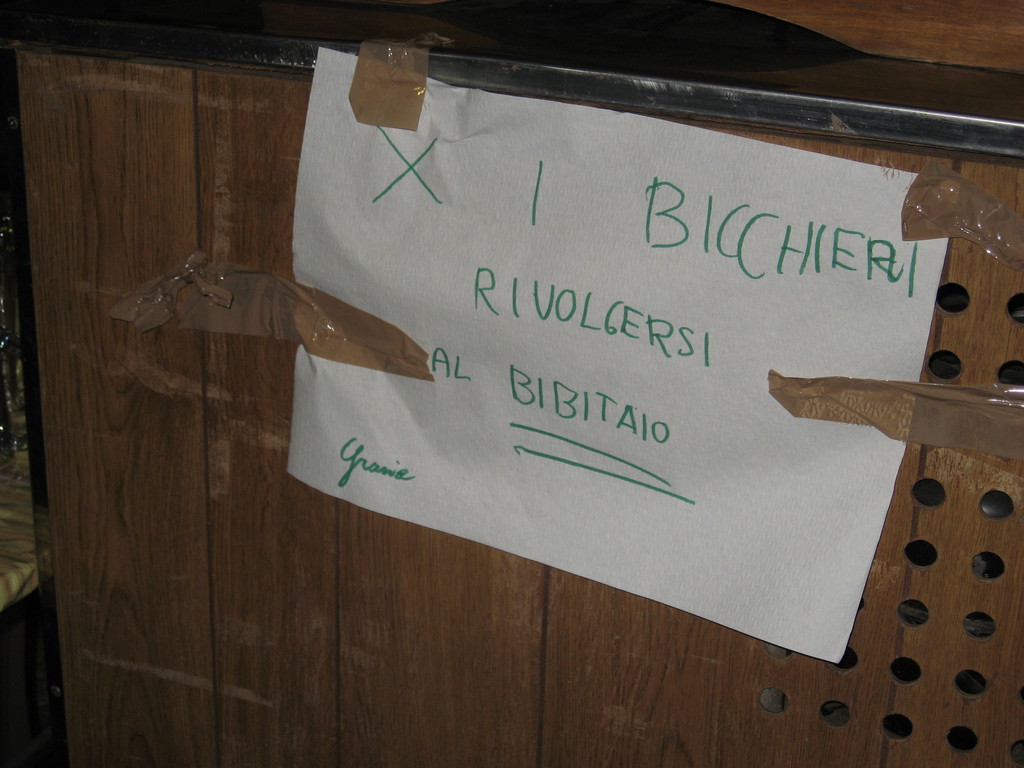 X I BICCHIERI
RIVOLGERSI
AL BIBITAIO
Grazie